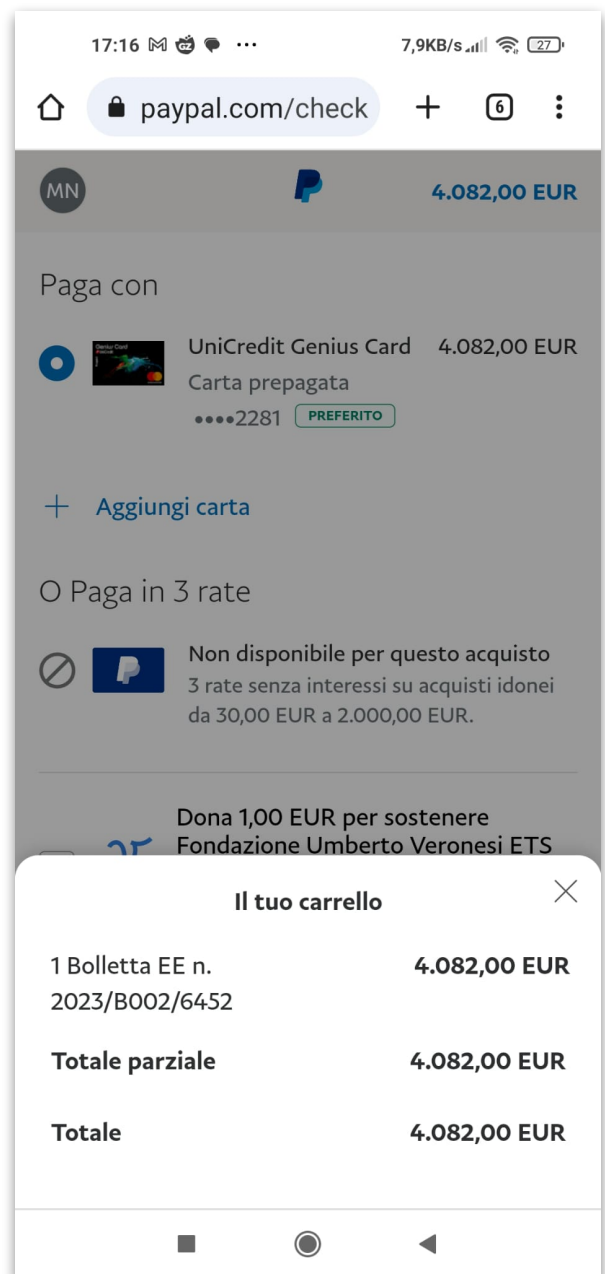 17:16 ... 7,9KB/s 27
paypal.com/check 6
MN 4.082,00 EUR
Paga con
UniCredit Genius Card 4.082,00 EUR
Carta prepagata
••••2281 PREFERITO
+ Aggiungi carta
O Paga in 3 rate
Non disponibile per questo acquisto
3 rate senza interessi su acquisti idonei
da 30,00 EUR a 2.000,00 EUR.
Dona 1,00 EUR per sostenere
Fondazione Umberto Veronesi ETS
Il tuo carrello
1 Bolletta EE n. 4.082,00 EUR
2023/B002/6452
Totale parziale 4.082,00 EUR
Totale 4.082,00 EUR